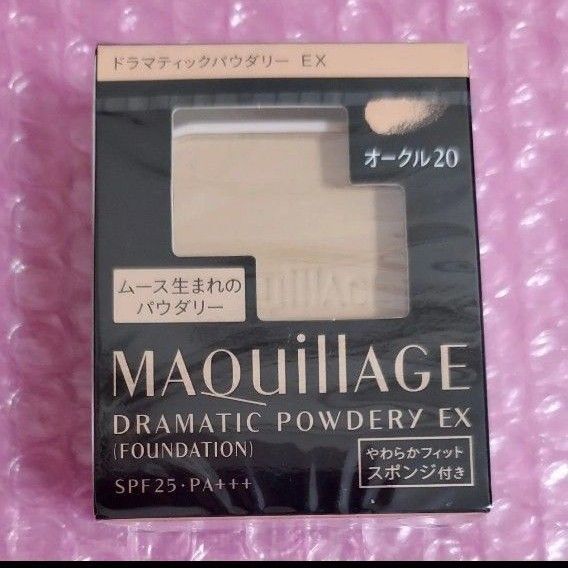 ドラマティックパウダリー EX
オークル20
ムース生まれの
パウダリー
MAQuillAGE
DRAMATIC POWDERY EX
(FOUNDATION)
やわらかフィット
スポンジ付き
SPF25・PA+++